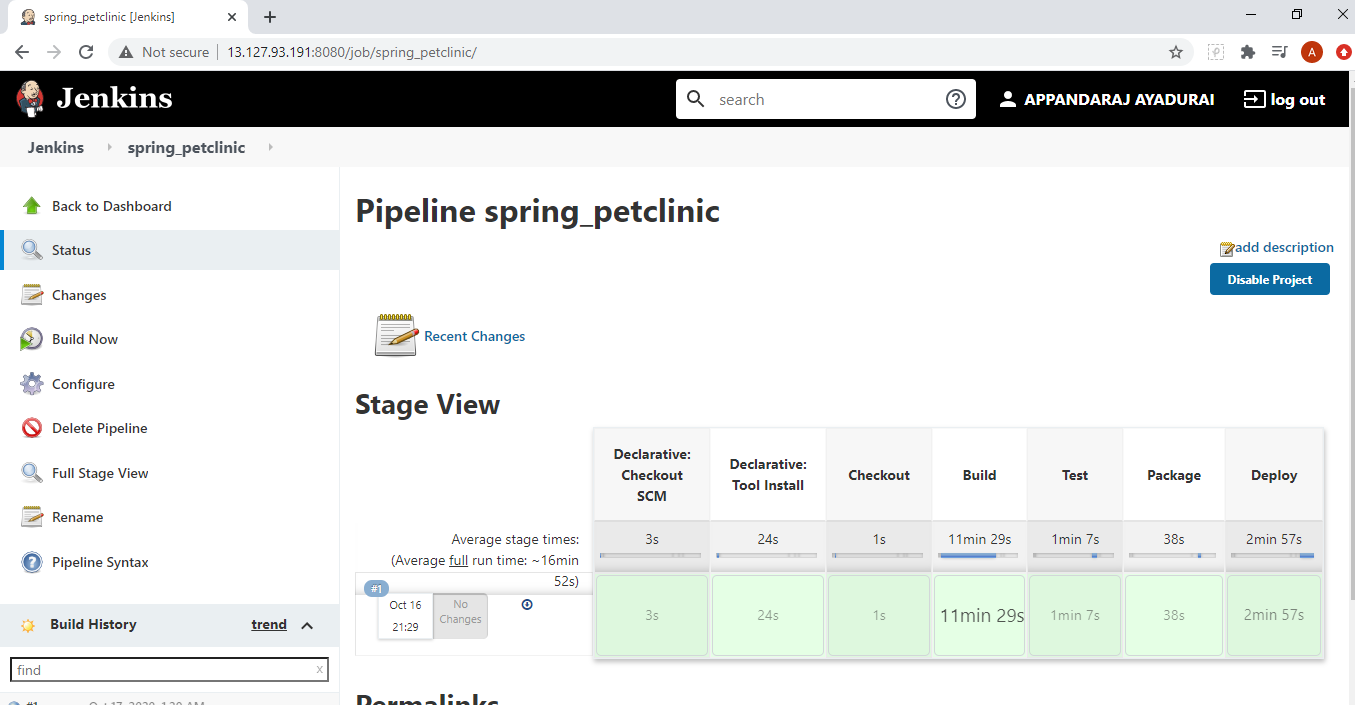 spring_petclinic [Jenkins]
Not secure
13.127.93.191:8080/job/spring_petclinic/
A
Jenkins
search
APPANDARAJ AYADURAI
log out
Jenkins
spring_petclinic
Back to Dashboard
Status
Changes
Build Now
Configure
Delete Pipeline
Full Stage View
Rename
Pipeline Syntax
Build History
trend
find
x
#1
Pipeline spring_petclinic
add description
Disable Project
Recent Changes
Stage View
Declarative:
Checkout
SCM
Declarative:
Tool Install
Checkout
Build
Test
Package
Deploy
Average stage times:
(Average full run time: ~16min
52s)
3s
24s
1s
11min 29s
1min 7s
38s
2min 57s
#1
Oct 16
21:29
No
Changes
3s
24s
1s
11min 29s
1min 7s
38s
2min 57s
Permalinks